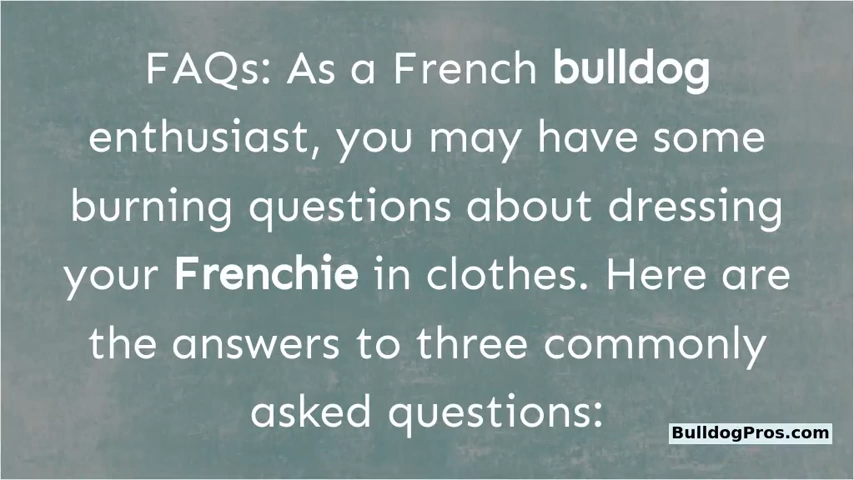 FAQs: As a French bulldog
enthusiast, you may have some
burning questions about dressing
your Frenchie in clothes. Here are
the answers to three commonly
asked questions:
BulldogPros.com